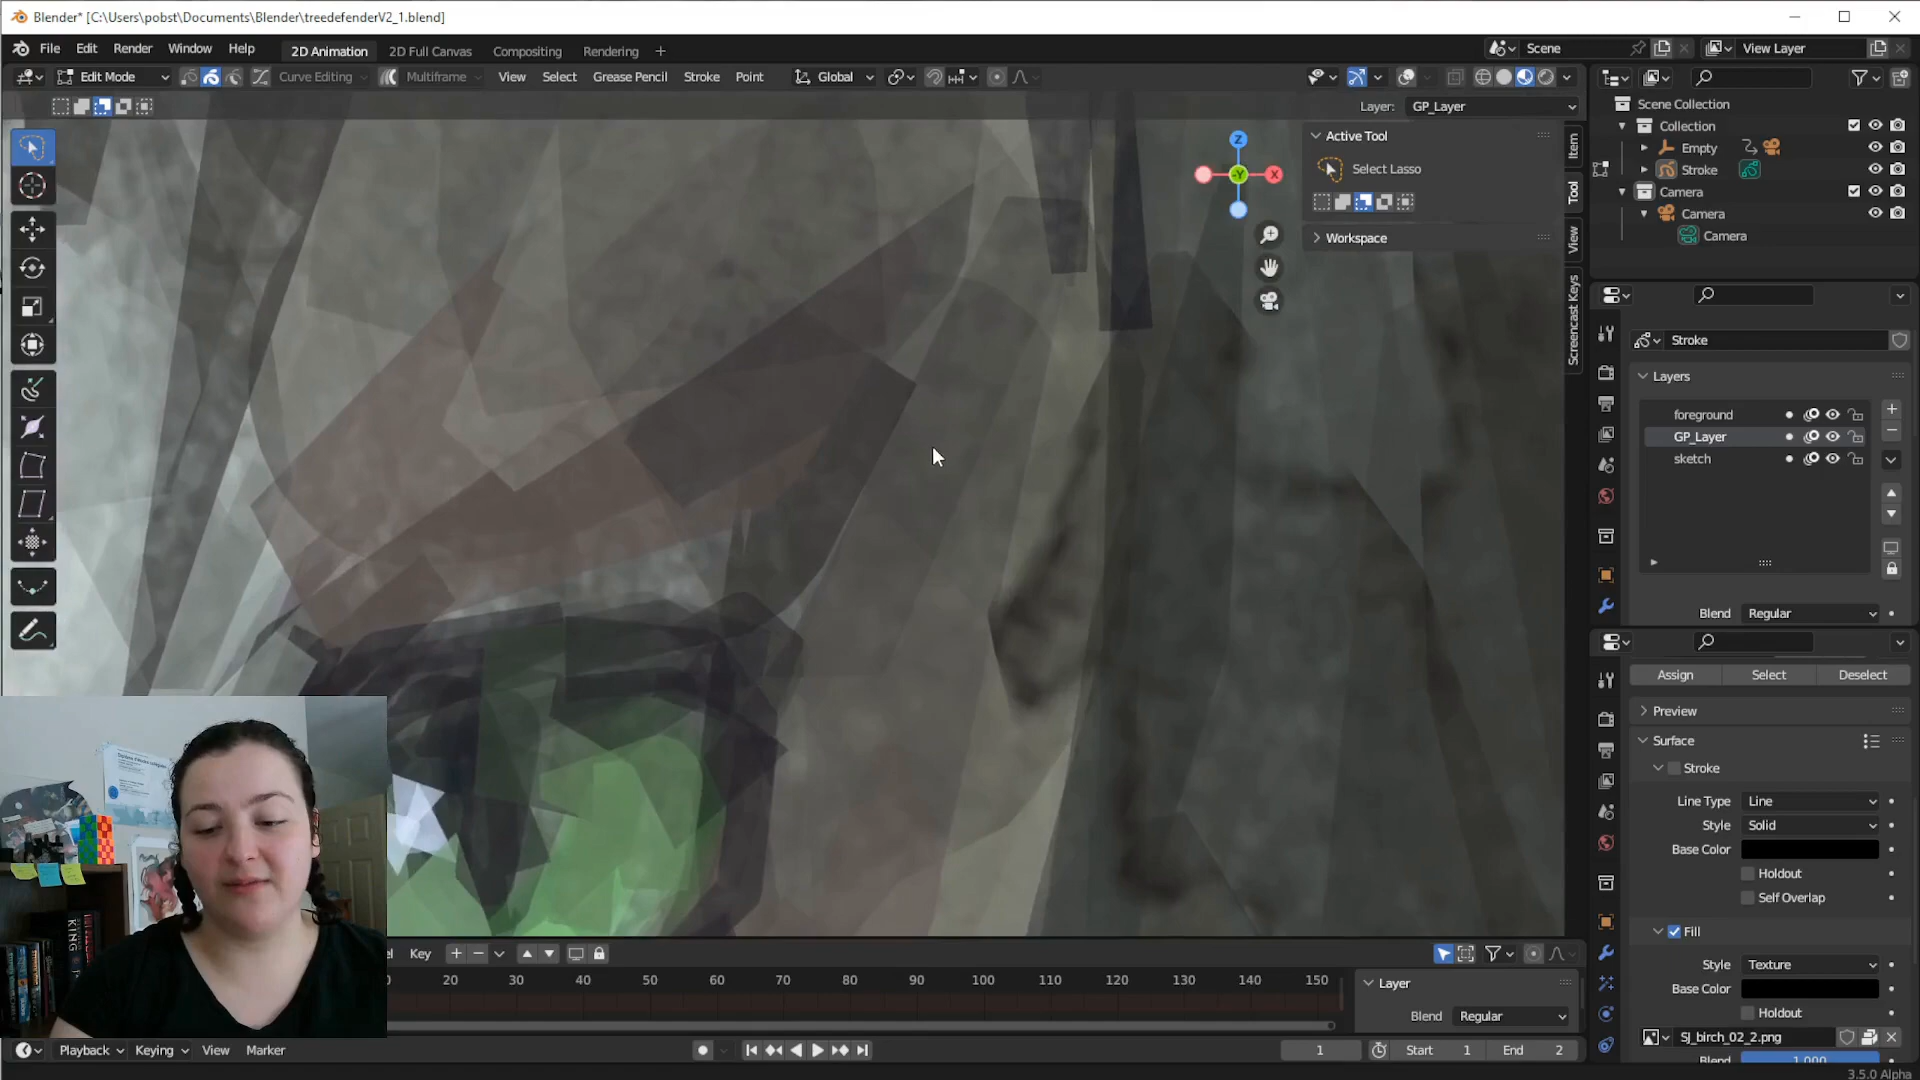 Blender* [C:\Users\pobst\Documents\Blender\treedefenderV2_1.blend]
File Edit Render Window Help 2D Animation 2D Full Canvas Compositing Rendering + Scene View Layer
Edit Mode Curve Editing Multiframe View Select Grease Pencil Stroke Point Global
Layer: GP_Layer
Active Tool
Select Lasso
Workspace
Item
Tool
View
Screencast Keys
Z
-Y
X
Scene Collection
Collection
Empty
Stroke
Camera
Camera
Camera
Stroke
Layers
foreground
GP_Layer
sketch
Blend Regular
Assign Select Deselect
Preview
Surface
Stroke
Line Type Line
Style Solid
Base Color
Holdout
Self Overlap
Fill
Style Texture
Base Color
Holdout
SJ_birch_02_2.png
Blend 1.000
KING
Key
20 30 40 50 60 70 80 90 100 110 120 130 140 150
Layer
Blend Regular
Playback Keying View Marker 1 Start 1 End 2
3.5.0 Alpha